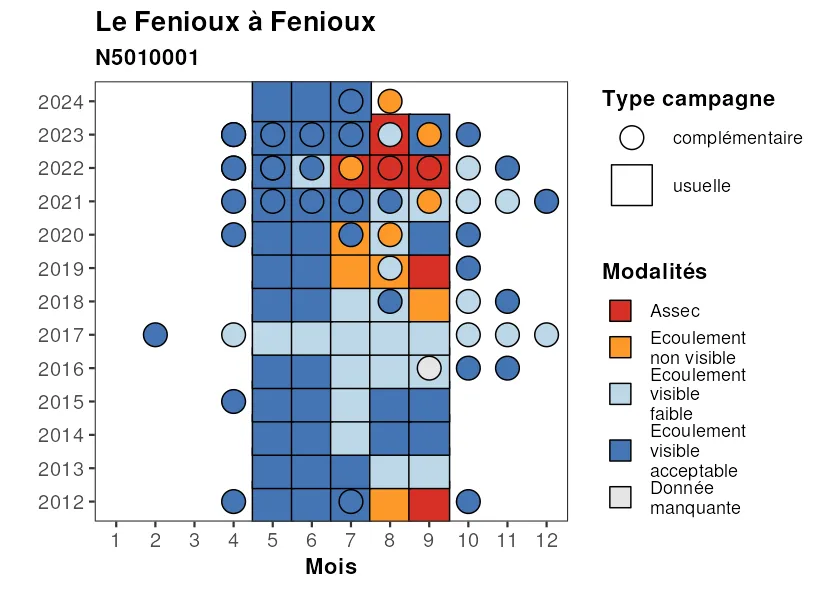 Le Fenioux à Fenioux
N5010001
2024
2023
2022
2021
2020
2019
2018
2017
2016
2015
2014
2013
2012
1 2 3 4 5 6 7 8 9 10 11 12
Mois
Type campagne
complémentaire
usuelle
Modalités
Assec
Ecoulement
non visible
Ecoulement
visible
faible
Ecoulement
visible
acceptable
Donnée
manquante